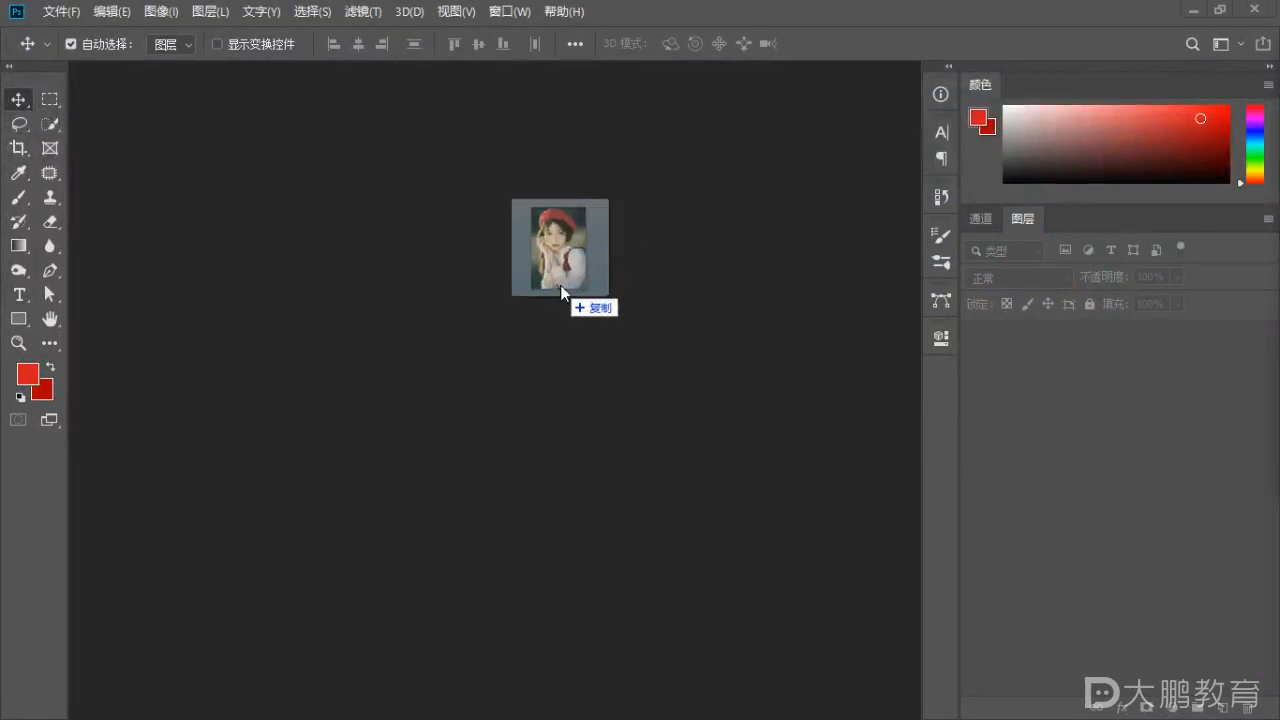 Ps 文件(F) 编辑(E) 图像(I) 图层(L) 文字(Y) 选择(S) 滤镜(T) 3D(D) 视图(V) 窗口(W) 帮助(H)
自动选择： 图层 显示变换控件 3D 模式：
颜色
通道 图层
类型
正常 不透明度： 100%
锁定： 填充： 100%
+ 复制
大鹏教育